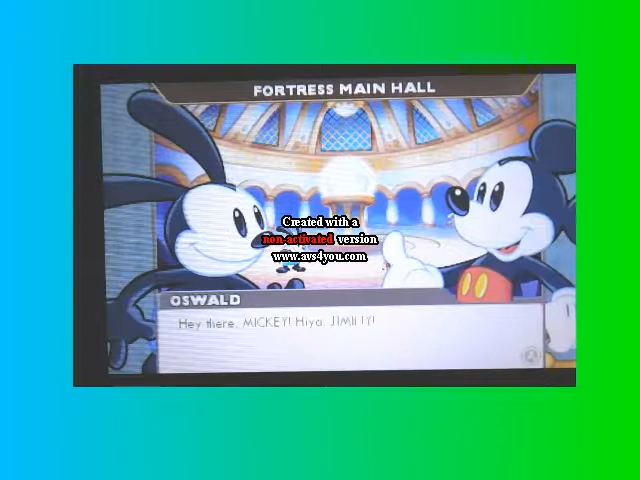 FORTRESS MAIN HALL
Created with a
non-activated version
www.avs4you.com
OSWALD
Hey there, MICKEY! Hiya, JIMINY!